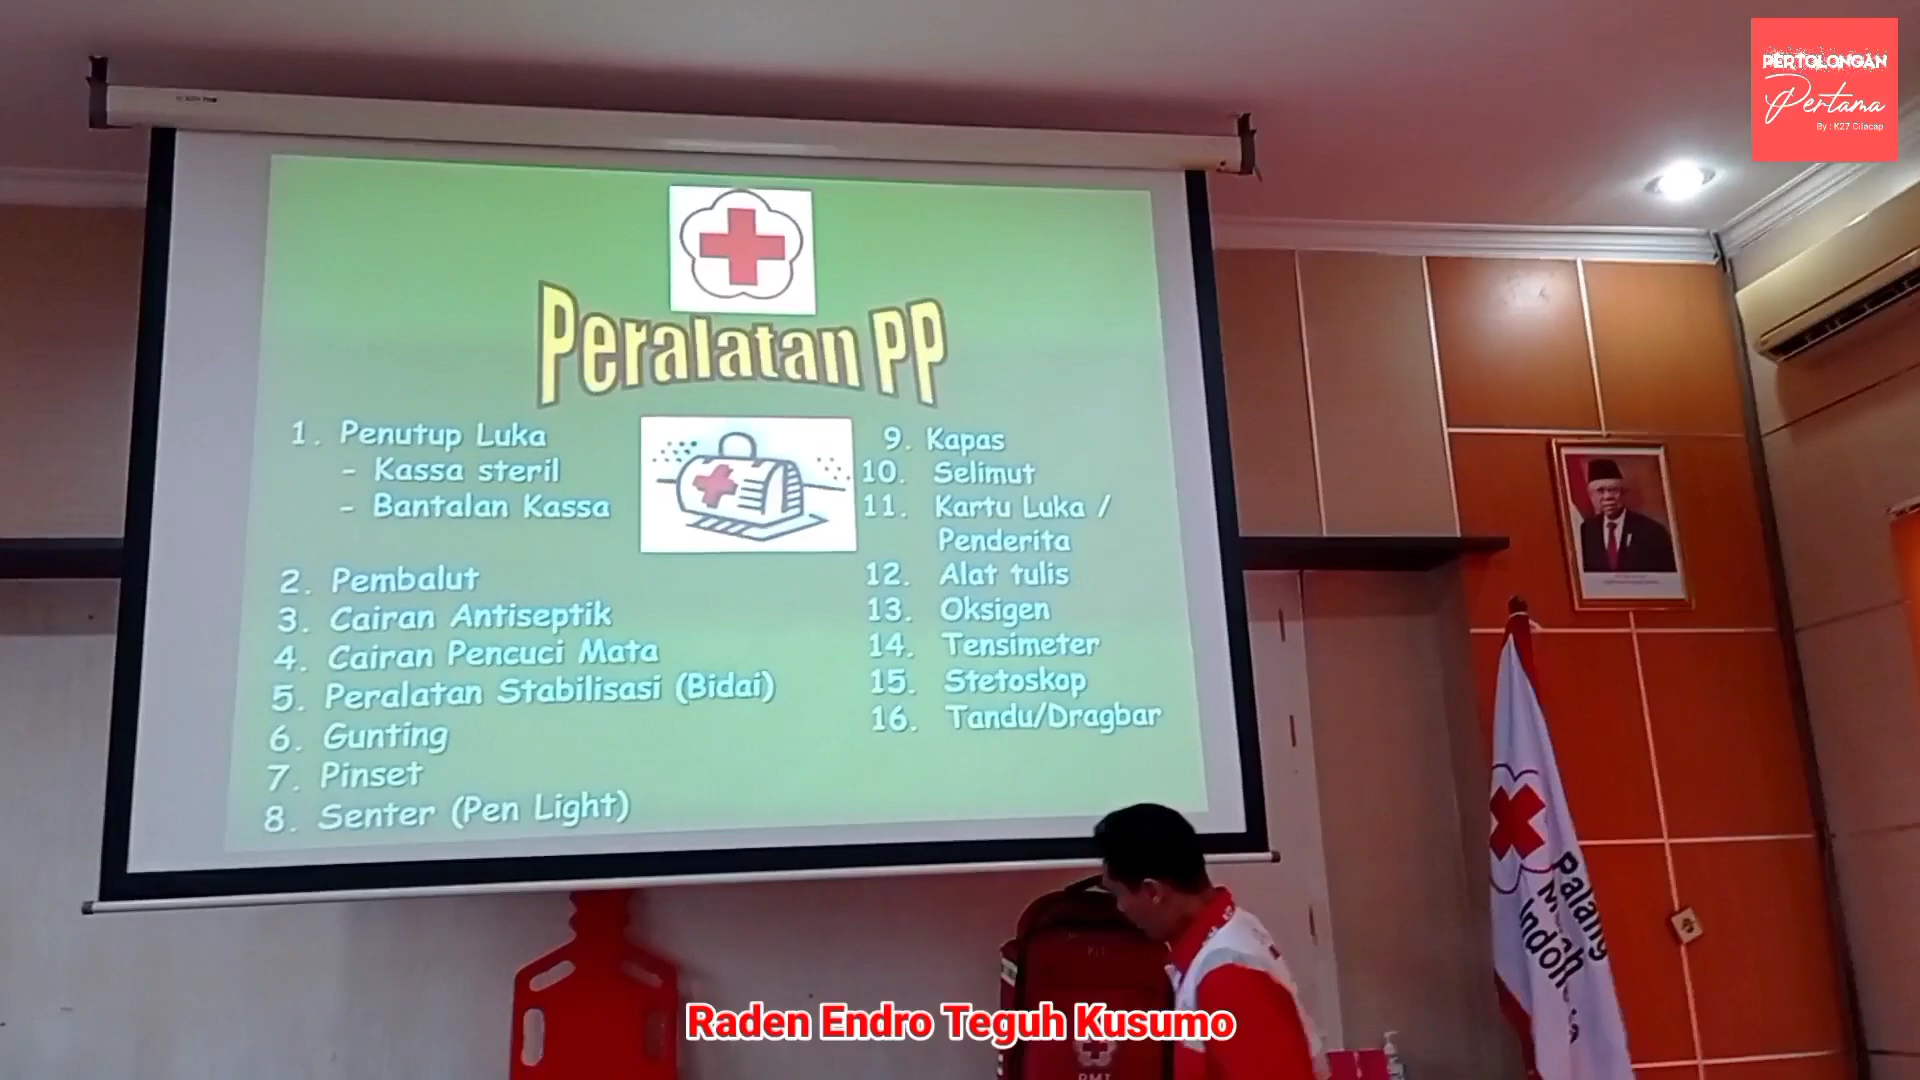 PERTOLONGAN
Pertama
By : K27 Cilacap
Peralatan PP
1. Penutup Luka
- Kassa steril
- Bantalan Kassa
2. Pembalut
3. Cairan Antiseptik
4. Cairan Pencuci Mata
5. Peralatan Stabilisasi (Bidai)
6. Gunting
7. Pinset
8. Senter (Pen Light)
9. Kapas
10. Selimut
11. Kartu Luka /
Penderita
12. Alat tulis
13. Oksigen
14. Tensimeter
15. Stetoskop
16. Tandu/Dragbar
Palang
Raden Endro Teguh Kusumo
PMI